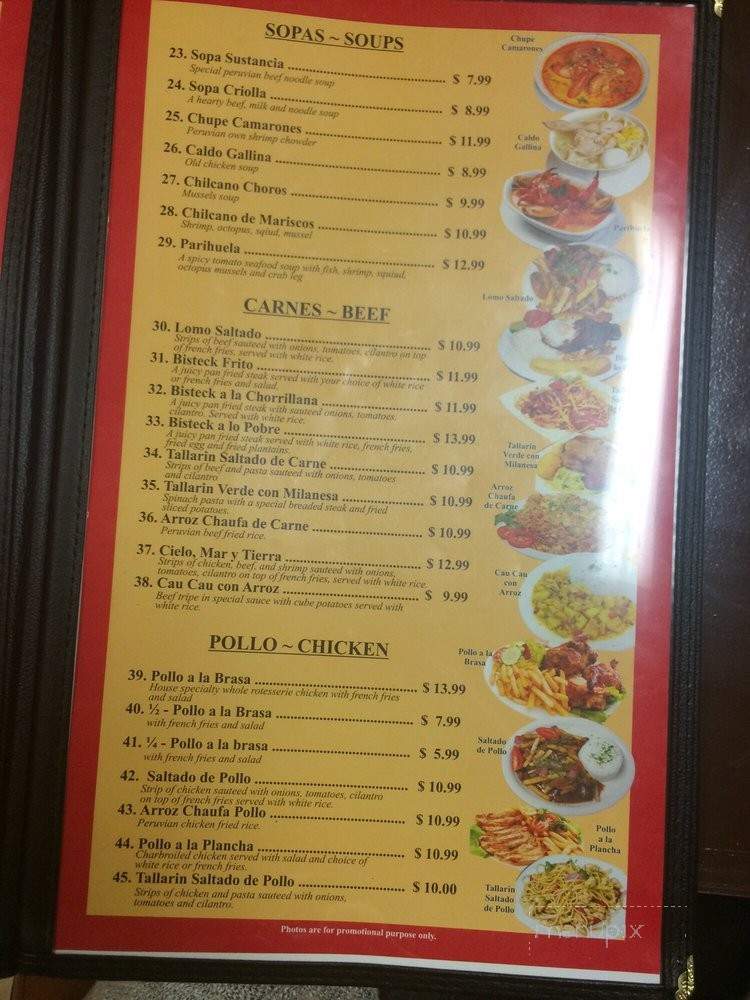 SOPAS ~ SOUPS
23. Sopa Sustancia ........ $ 7.99
Special peruvian beef noodle soup
24. Sopa Criolla ........ $ 8.99
A hearty beef, milk and noodle soup
25. Chupe Camarones ........ $ 11.99
Peruvian own shrimp chowder
26. Caldo Gallina ........ $ 8.99
Old chicken soup
27. Chilcano Choros ........ $ 9.99
Mussels soup
28. Chilcano de Mariscos ........ $ 10.99
Shrimp, octopus, sqiud, mussel
29. Parihuela ........ $ 12.99
A spicy tomato seafood soup with fish, shrimp, squiud,
octopus mussels and crab leg
CARNES ~ BEEF
30. Lomo Saltado ........ $ 10.99
Strips of beef sauteed with onions, tomatoes, cilantro on top
of french fries, served with white rice.
31. Bisteck Frito ........ $ 11.99
A juicy pan fried steak served with your choice of white rice
or french fries and salad.
32. Bisteck a la Chorrillana ........ $ 11.99
A juicy pan fried steak with sauteed onions, tomatoes,
cilantro. Served with white rice.
33. Bisteck a lo Pobre ........ $ 13.99
A juicy pan fried steak served with white rice, french fries,
fried egg and fried plantains.
34. Tallarin Saltado de Carne ........ $ 10.99
Strips of beef and pasta sauteed with onions, tomatoes
and cilantro
35. Tallarin Verde con Milanesa ........ $ 10.99
Spinach pasta with a special breaded steak and fried
sliced potatoes.
36. Arroz Chaufa de Carne ........ $ 10.99
Peruvian beef fried rice.
37. Cielo, Mar y Tierra ........ $ 12.99
Strips of chicken, beef, and shrimp sauteed with onions,
tomatoes, cilantro on top of french fries, served with white rice.
38. Cau Cau con Arroz ........ $ 9.99
Beef tripe in special sauce with cube potatoes served with
white rice.
POLLO ~ CHICKEN
39. Pollo a la Brasa ........ $ 13.99
House specialty whole rotesserie chicken with french fries
and salad
40. ½ - Pollo a la Brasa ........ $ 7.99
with french fries and salad
41. ¼ - Pollo a la brasa ........ $ 5.99
with french fries and salad
42. Saltado de Pollo ........ $ 10.99
Strip of chicken sauteed with onions, tomatoes, cilantro
on top of french fries served with white rice.
43. Arroz Chaufa Pollo ........ $ 10.99
Peruvian chicken fried rice.
44. Pollo a la Plancha ........ $ 10.99
Charbroiled chicken served with salad and choice of
white rice or french fries.
45. Tallarin Saltado de Pollo ........ $ 10.00
Strips of chicken and pasta sauteed with onions,
tomatoes and cilantro.
Chupe
Camarones
Caldo
Gallina
Parihuela
Lomo Saltado
Tallarin
Verde con
Milanesa
Arroz
Chaufa
de Carne
Cau Cau
con
Arroz
Pollo a la
Brasa
Saltado
de Pollo
Pollo
a la
Plancha
Tallarin
Saltado
de Pollo
Photos are for promotional purpose only.